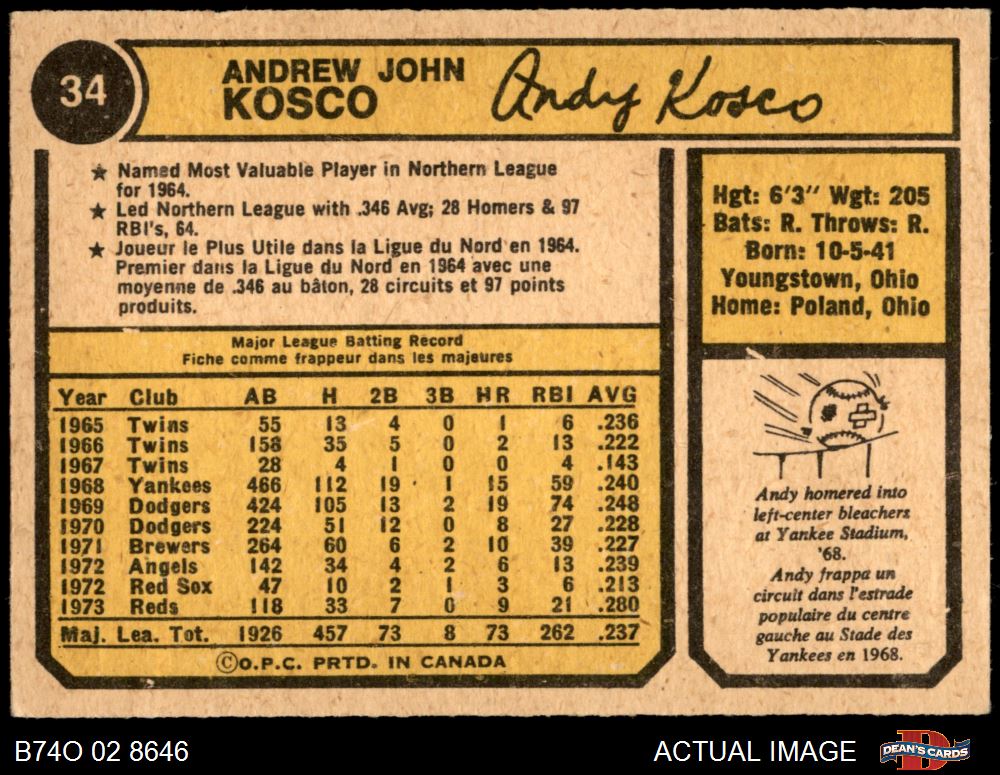 34
ANDREW JOHN
KOSCO
Andy Kosco
★ Named Most Valuable Player in Northern League
for 1964.
★ Led Northern League with .346 Avg; 28 Homers & 97
RBI's, 64.
★ Joueur le Plus Utile dans la Ligue du Nord en 1964.
Premier dans la Ligue du Nord en 1964 avec une
moyenne de .346 au bâton, 28 circuits et 97 points
produits.
Hgt: 6'3" Wgt: 205
Bats: R. Throws: R.
Born: 10-5-41
Youngstown, Ohio
Home: Poland, Ohio
Major League Batting Record
Fiche comme frappeur dans les majeures
Year Club AB H 2B 3B HR RBI AVG
1965 Twins 55 13 4 0 1 6 .236
1966 Twins 158 35 5 0 2 13 .222
1967 Twins 28 4 1 0 0 4 .143
1968 Yankees 466 112 19 1 15 59 .240
1969 Dodgers 424 105 13 2 19 74 .248
1970 Dodgers 224 51 12 0 8 27 .228
1971 Brewers 264 60 6 2 10 39 .227
1972 Angels 142 34 4 2 6 13 .239
1972 Red Sox 47 10 2 1 3 6 .213
1973 Reds 118 33 7 0 9 21 .280
Maj. Lea. Tot. 1926 457 73 8 73 262 .237
©O.P.C. PRTD. IN CANADA
Andy homered into
left-center bleachers
at Yankee Stadium,
'68.
Andy frappa un
circuit dans l'estrade
populaire du centre
gauche au Stade des
Yankees en 1968.
B74O 02 8646
ACTUAL IMAGE
DEAN'S CARDS